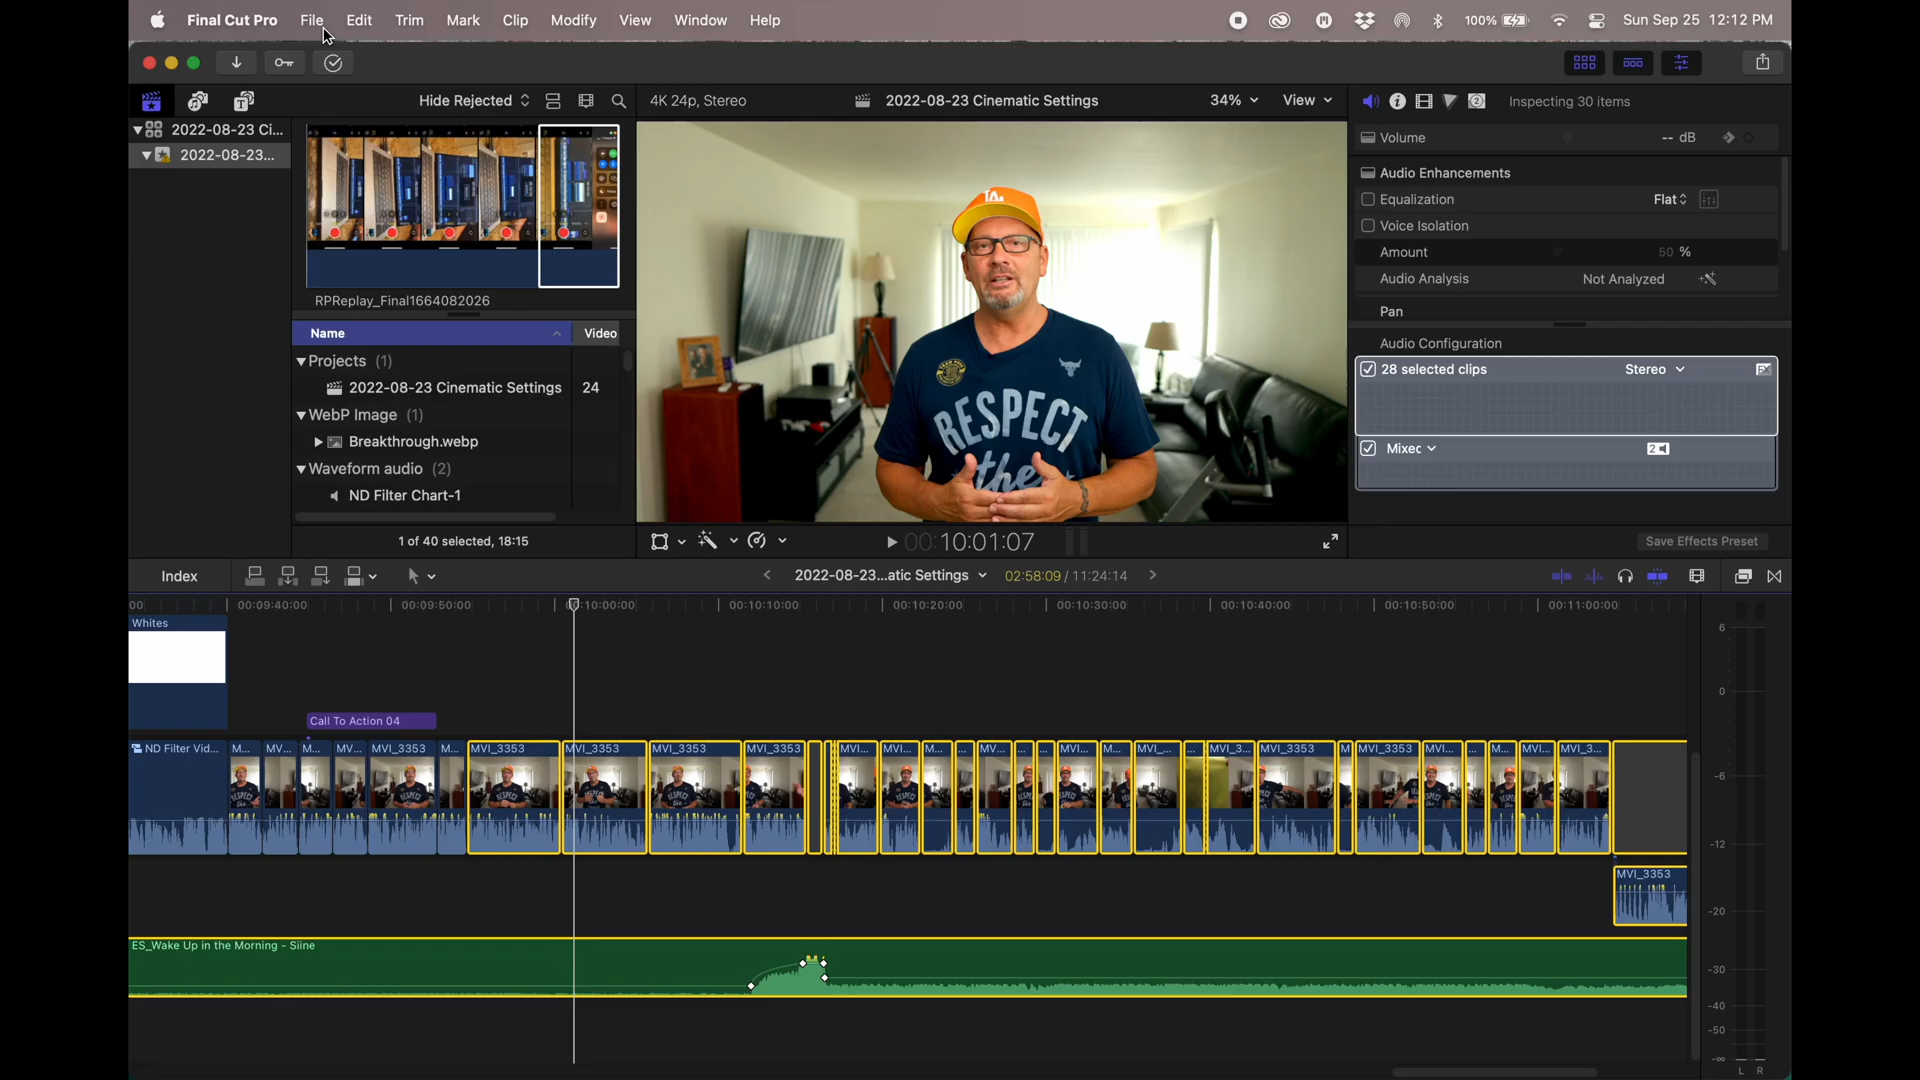 Final Cut Pro File Edit Trim Mark Clip Modify View Window Help 100% Sun Sep 25 12:12 PM
Hide Rejected
4K 24p, Stereo
2022-08-23 Cinematic Settings
34%
View
Inspecting 30 items
2022-08-23 Ci...
2022-08-23...
RPReplay_Final1664082026
Name
Video
Projects (1)
2022-08-23 Cinematic Settings
24
WebP Image (1)
Breakthrough.webp
Waveform audio (2)
ND Filter Chart-1
1 of 40 selected, 18:15
LA
RESPECT
the
00:10:01:07
Volume
-- dB
Audio Enhancements
Equalization
Flat
Voice Isolation
Amount
50 %
Audio Analysis
Not Analyzed
Pan
Audio Configuration
28 selected clips
Stereo
Mixec
2
Save Effects Preset
Index
2022-08-23...atic Settings
02:58:09 / 11:24:14
00 00:09:40:00 00:09:50:00 00:10:00:00 00:10:10:00 00:10:20:00 00:10:30:00 00:10:40:00 00:10:50:00 00:11:00:00
Whites
Call To Action 04
ND Filter Vid... M... MV... M... MV... MVI_3353 M... MVI_3353 MVI_3353 MVI_3353 MVI_3353 MVI... MVI... M... ... MV... ... ... MVI... M... MVI_... ... MVI_3... MVI_3353 M MVI_3353 MVI... ... M... MVI... MVI_3...
MVI_3353
ES_Wake Up in the Morning - Siine
6
0
-6
-12
-20
-30
-40
-50
-∞
L R